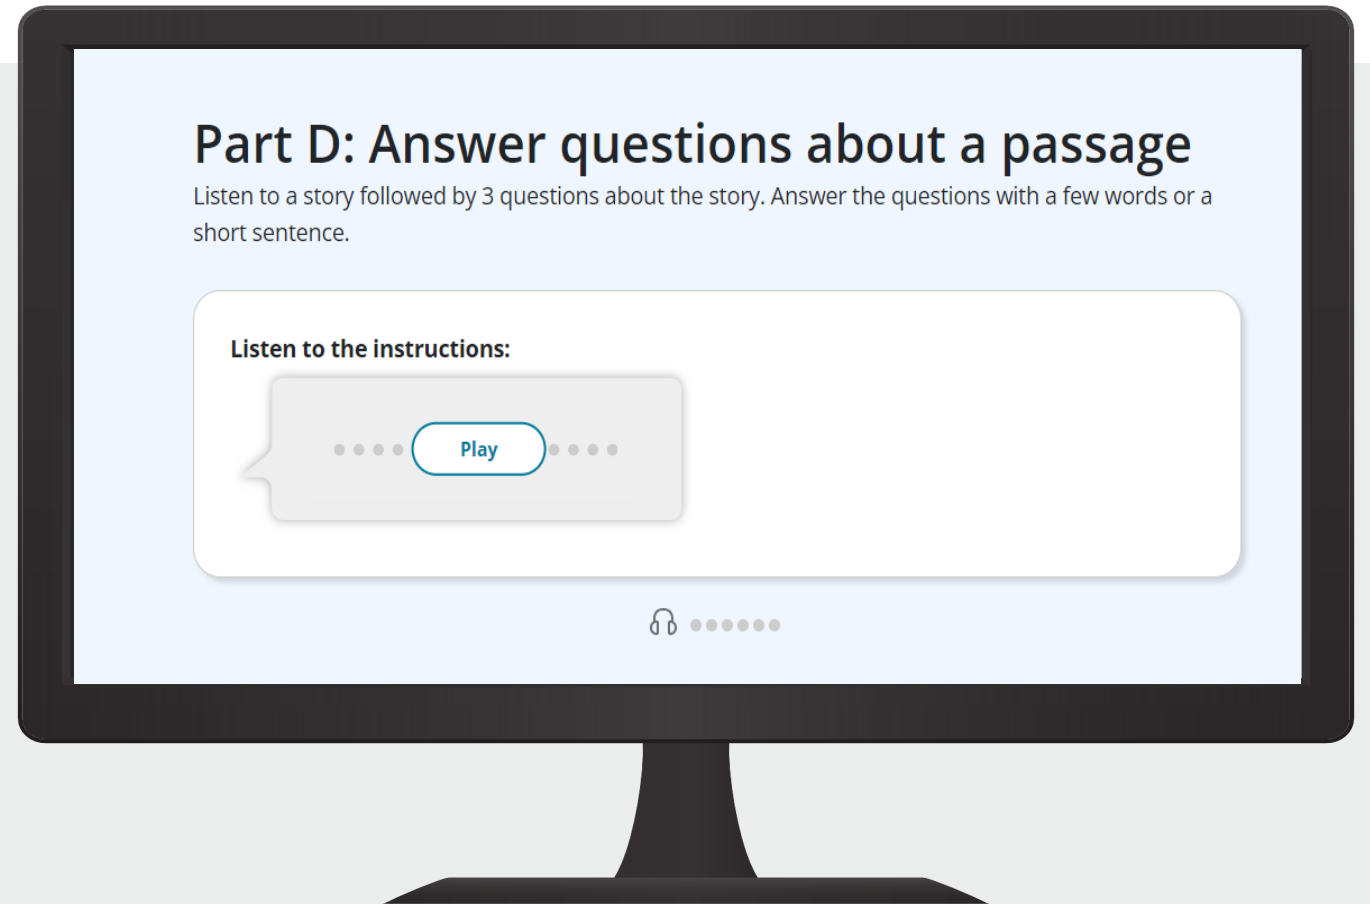 Part D: Answer questions about a passage
Listen to a story followed by 3 questions about the story. Answer the questions with a few words or a
short sentence.
Listen to the instructions:
Play